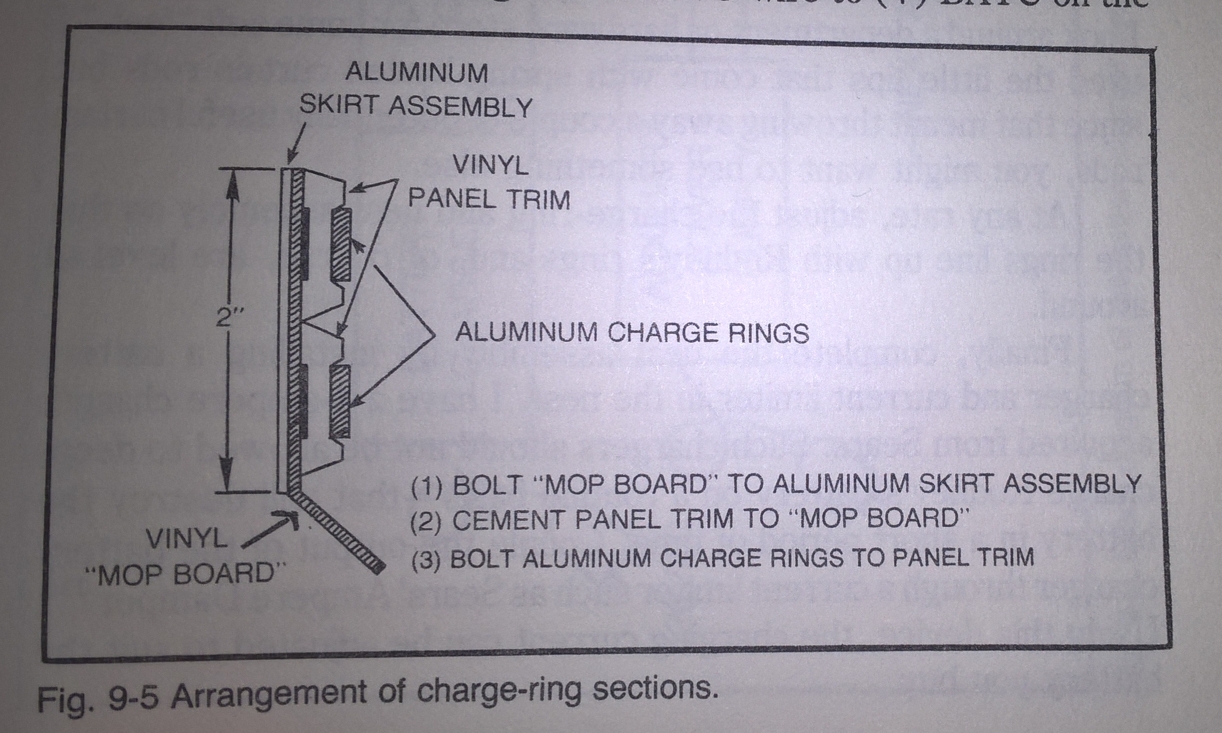 ALUMINUM
SKIRT ASSEMBLY
VINYL
PANEL TRIM
2"
ALUMINUM CHARGE RINGS
(1) BOLT “MOP BOARD” TO ALUMINUM SKIRT ASSEMBLY
(2) CEMENT PANEL TRIM TO “MOP BOARD”
(3) BOLT ALUMINUM CHARGE RINGS TO PANEL TRIM
VINYL
“MOP BOARD”
Fig. 9-5 Arrangement of charge-ring sections.